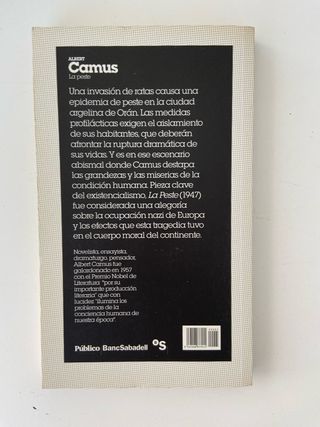 ALBERT
Camus
La peste
Una invasión de ratas causa una
epidemia de peste en la ciudad
argelina de Orán. Las medidas
profilácticas exigen el aislamiento
de sus habitantes, que deberán
afrontar la ruptura dramática de
sus vidas. Y es en ese escenario
abismal donde Camus destapa
las grandezas y las miserias de la
condición humana. Pieza clave
del existencialismo, La Peste (1947)
fue considerada una alegoría
sobre la ocupación nazi de Europa
y los efectos que esta tragedia tuvo
en el cuerpo moral del continente.
Novelista, ensayista,
dramaturgo, pensador,
Albert Camus fue
galardonado en 1957
con el Premio Nobel de
Literatura "por su
importante producción
literaria" que con
lucidez "ilumina los
problemas de la
conciencia humana de
nuestra época".
Público BancSabadell S